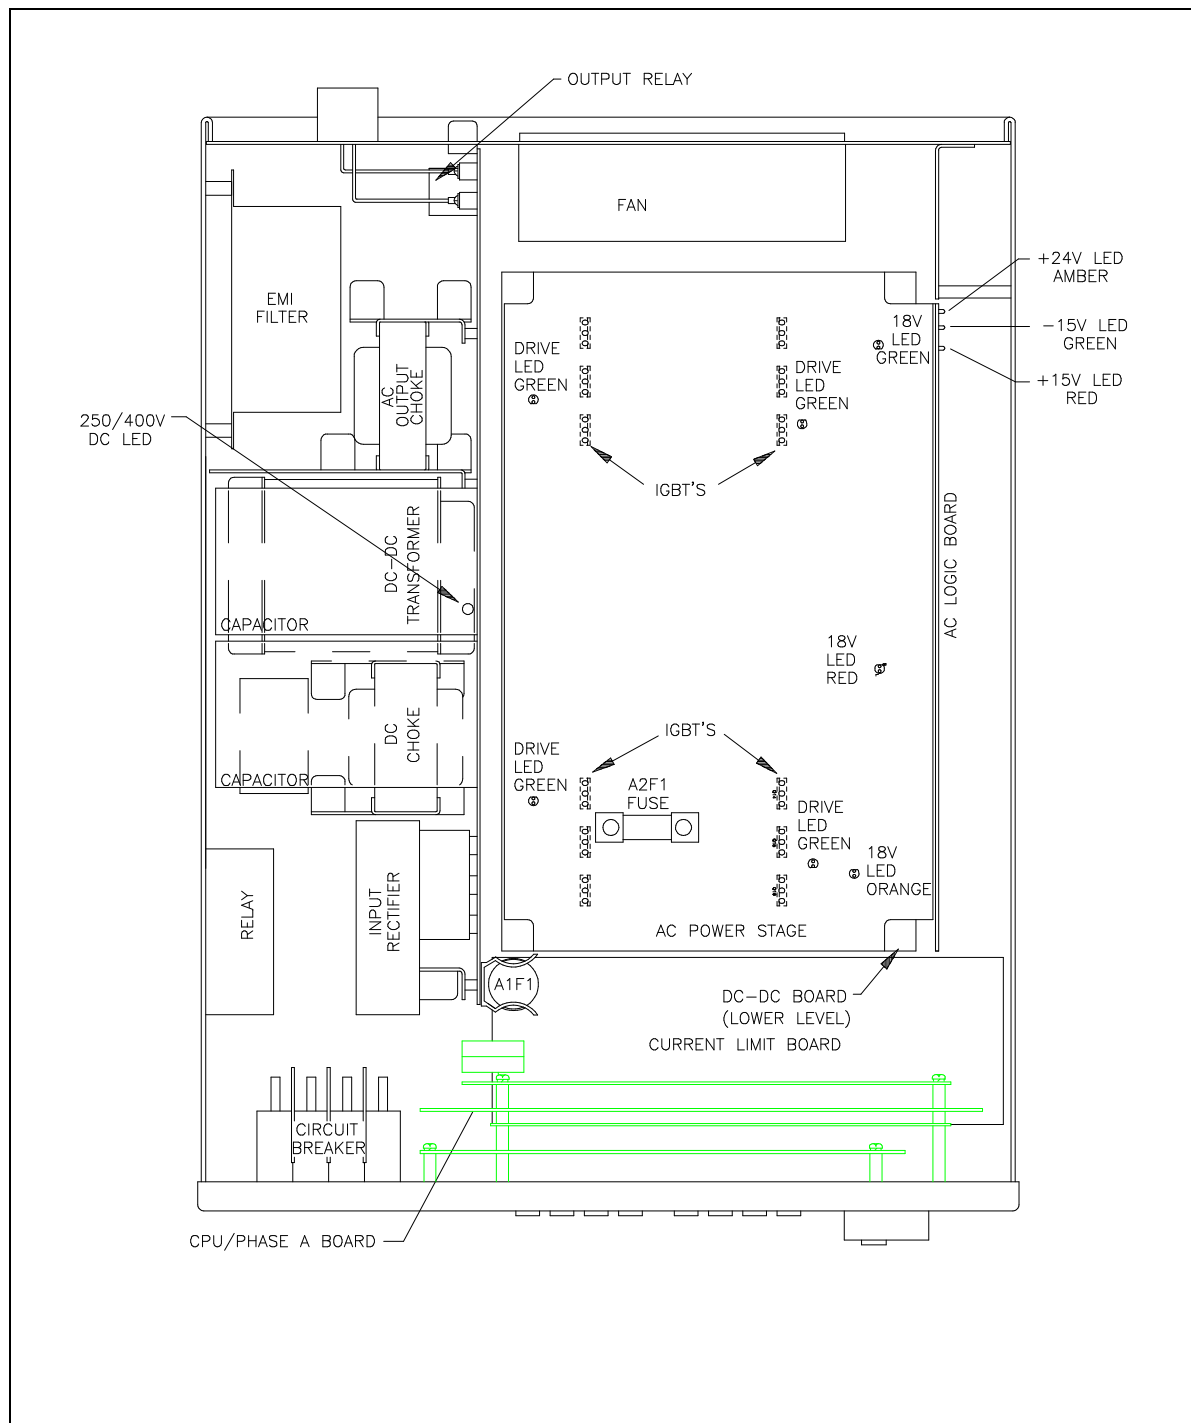 OUTPUT RELAY
FAN
+24V LED
AMBER
-15V LED
GREEN
+15V LED
RED
EMI
FILTER
18V
LED
GREEN
DRIVE
LED
GREEN
DRIVE
LED
GREEN
AC
OUTPUT
CHOKE
250/400V
DC LED
IGBT'S
AC LOGIC BOARD
DC-DC
TRANSFORMER
CAPACITOR
18V
LED
RED
DC
CHOKE
CAPACITOR
IGBT'S
DRIVE
LED
GREEN
A2F1
FUSE
DRIVE
LED
GREEN
18V
LED
ORANGE
RELAY
INPUT
RECTIFIER
AC POWER STAGE
A1F1
DC-DC BOARD
(LOWER LEVEL)
CURRENT LIMIT BOARD
CIRCUIT
BREAKER
CPU/PHASE A BOARD